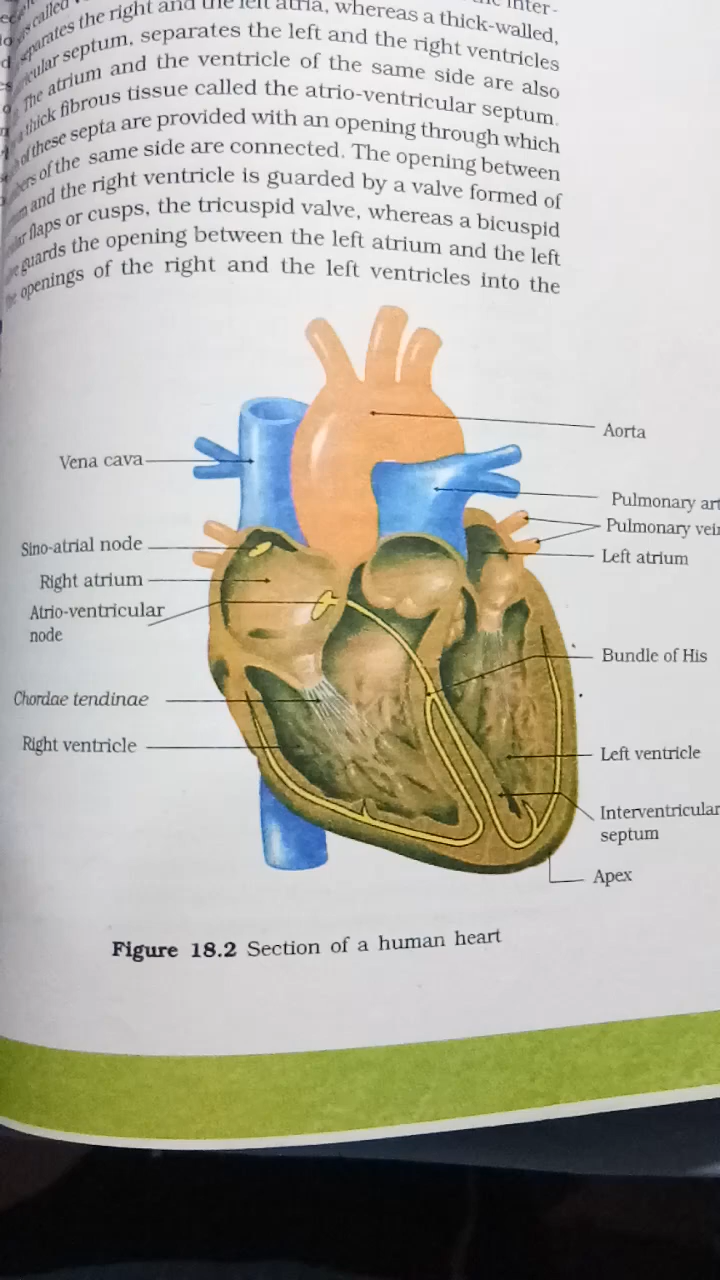 inter-
called
separates the right and the left atria, whereas a thick-walled,
septum, separates the left and the right ventricles
The atrium and the ventricle of the same side are also
a thick fibrous tissue called the atrio-ventricular septum.
of these septa are provided with an opening through which
of the same side are connected. The opening between
and the right ventricle is guarded by a valve formed of
flaps or cusps, the tricuspid valve, whereas a bicuspid
guards the opening between the left atrium and the left
openings of the right and the left ventricles into the
Aorta
Vena cava
Pulmonary
Pulmonary
Sino-atrial node
Left atrium
Right atrium
Atrio-ventricular
node
Bundle of His
Chordae tendinae
Right ventricle
Left ventricle
Interventricular
septum
Apex
Figure 18.2 Section of a human heart